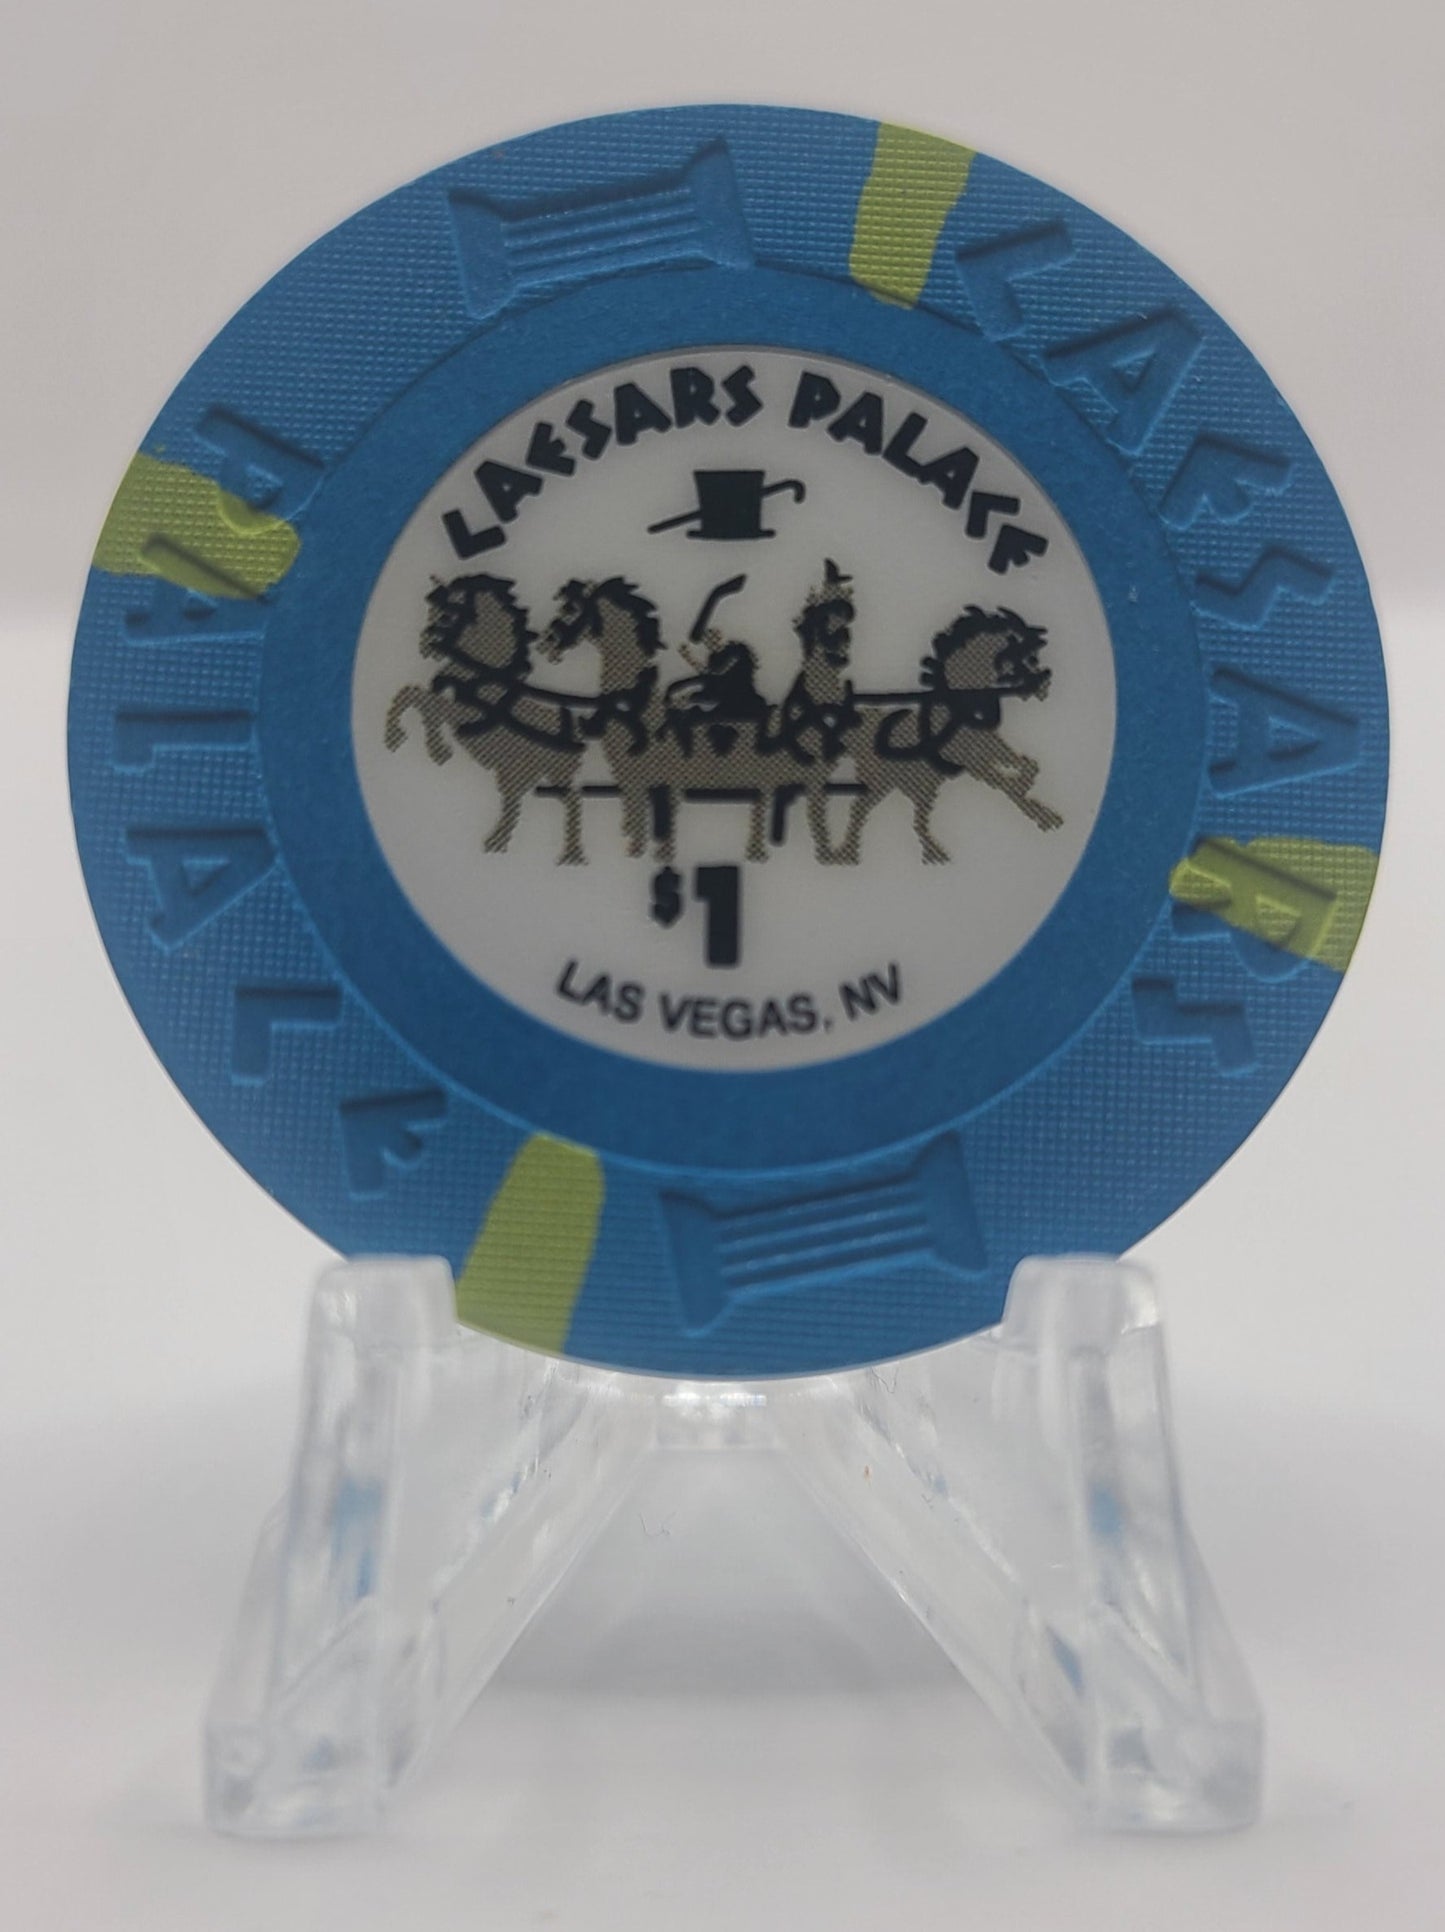 CAESARS PALACE
$1
LAS VEGAS, NV
CAESARS
PALACE